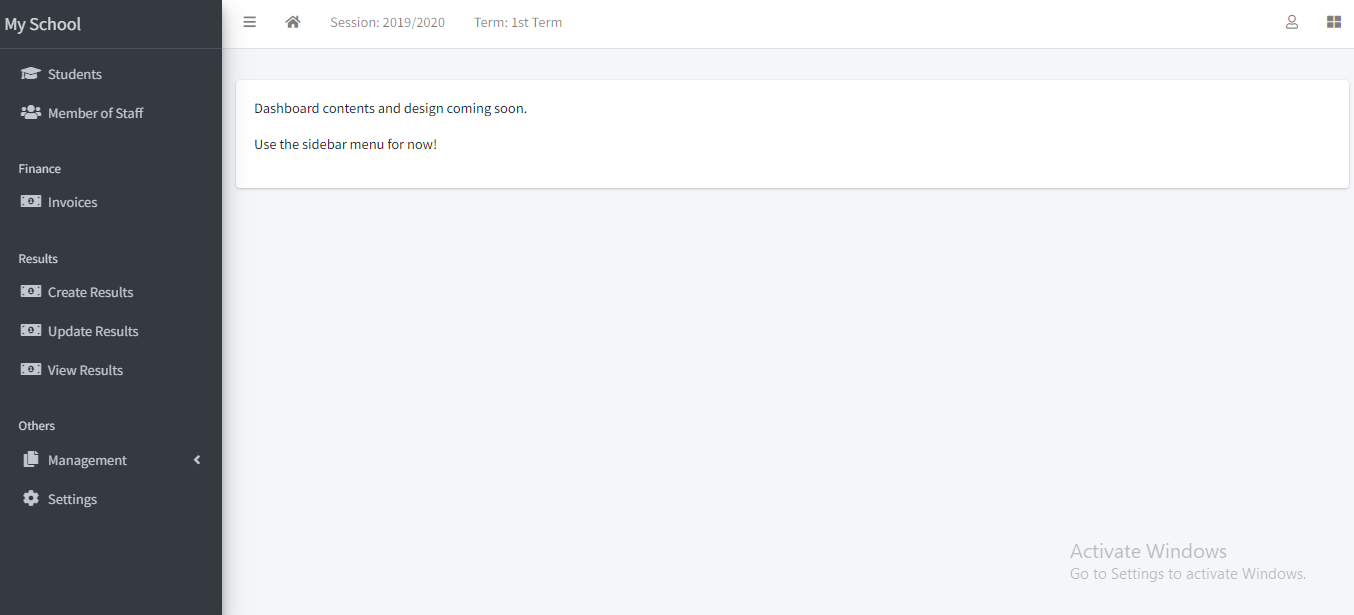 My School
Session: 2019/2020
Term: 1st Term
Students
Member of Staff
Finance
Invoices
Results
Create Results
Update Results
View Results
Others
Management
Settings
Dashboard contents and design coming soon.
Use the sidebar menu for now!
Activate Windows
Go to Settings to activate Windows.